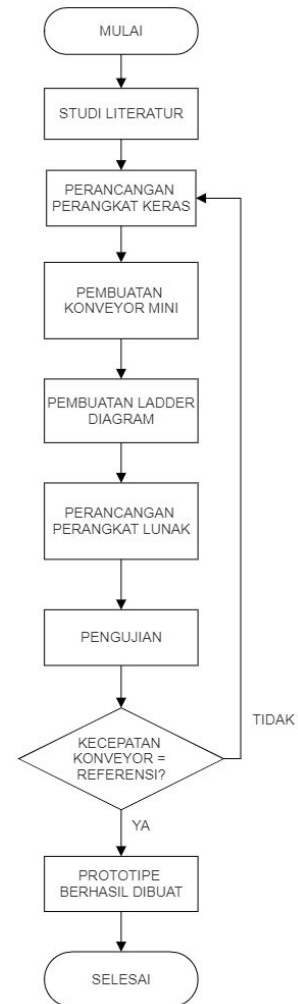 MULAI
STUDI LITERATUR
PERANCANGAN
PERANGKAT KERAS
PEMBUATAN
KONVEYOR MINI
PEMBUATAN LADDER
DIAGRAM
PERANCANGAN
PERANGKAT LUNAK
PENGUJIAN
KECEPATAN
KONVEYOR =
REFERENSI?
TIDAK
YA
PROTOTIPE
BERHASIL DIBUAT
SELESAI